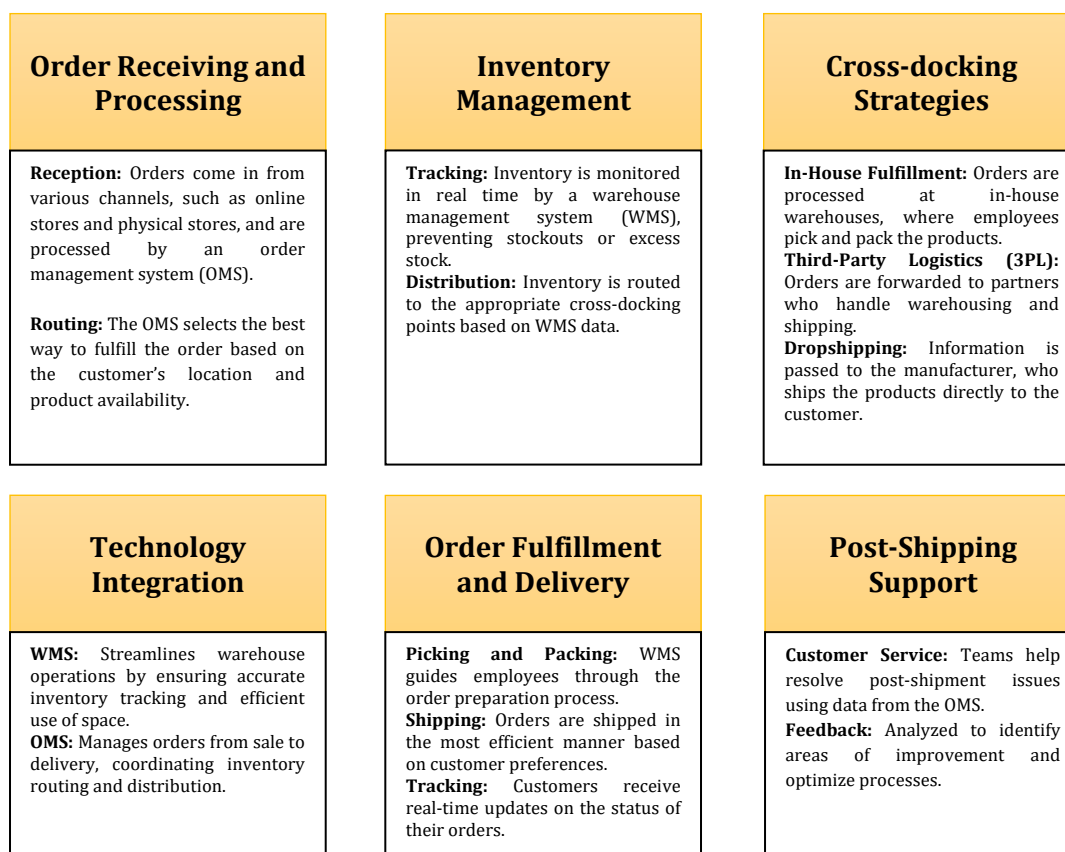 Order Receiving and
Processing
Reception: Orders come in from
various channels, such as online
stores and physical stores, and are
processed by an order
management system (OMS).
Routing: The OMS selects the best
way to fulfill the order based on
the customer’s location and
product availability.
Inventory
Management
Tracking: Inventory is monitored
in real time by a warehouse
management system (WMS),
preventing stockouts or excess
stock.
Distribution: Inventory is routed
to the appropriate cross-docking
points based on WMS data.
Cross-docking
Strategies
In-House Fulfillment: Orders are
processed at in-house
warehouses, where employees
pick and pack the products.
Third-Party Logistics (3PL):
Orders are forwarded to partners
who handle warehousing and
shipping.
Dropshipping: Information is
passed to the manufacturer, who
ships the products directly to the
customer.
Technology
Integration
WMS: Streamlines warehouse
operations by ensuring accurate
inventory tracking and efficient
use of space.
OMS: Manages orders from sale to
delivery, coordinating inventory
routing and distribution.
Order Fulfillment
and Delivery
Picking and Packing: WMS
guides employees through the
order preparation process.
Shipping: Orders are shipped in
the most efficient manner based
on customer preferences.
Tracking: Customers receive
real-time updates on the status of
their orders.
Post-Shipping
Support
Customer Service: Teams help
resolve post-shipment issues
using data from the OMS.
Feedback: Analyzed to identify
areas of improvement and
optimize processes.